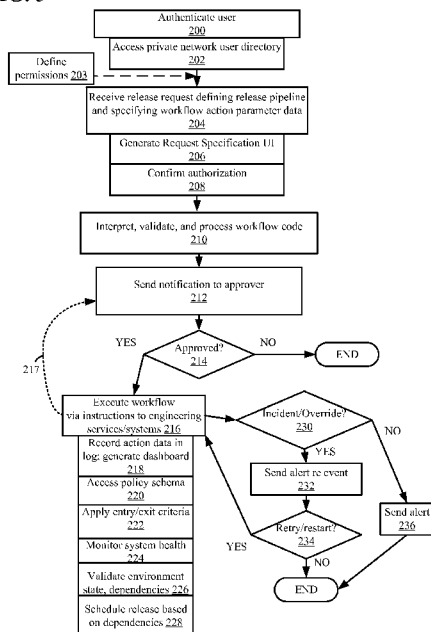 Authenticate user
200
Access private network user directory
202
Define
permissions 203
Receive release request defining release pipeline
and specifying workflow action parameter data
204
Generate Request Specification UI
206
Confirm authorization
208
Interpret, validate, and process workflow code
210
Send notification to approver
212
217
YES
Approved?
214
NO
END
Execute workflow
via instructions to engineering
services/systems 216
Record action data in
log; generate dashboard
218
Access policy schema
220
Apply entry/exit criteria
222
Monitor system health
224
Validate environment
state, dependencies 226
Schedule release based
on dependencies 228
Incident/Override?
230
NO
YES
Send alert re event
232
Retry/restart?
234
YES
NO
Send alert
236
END